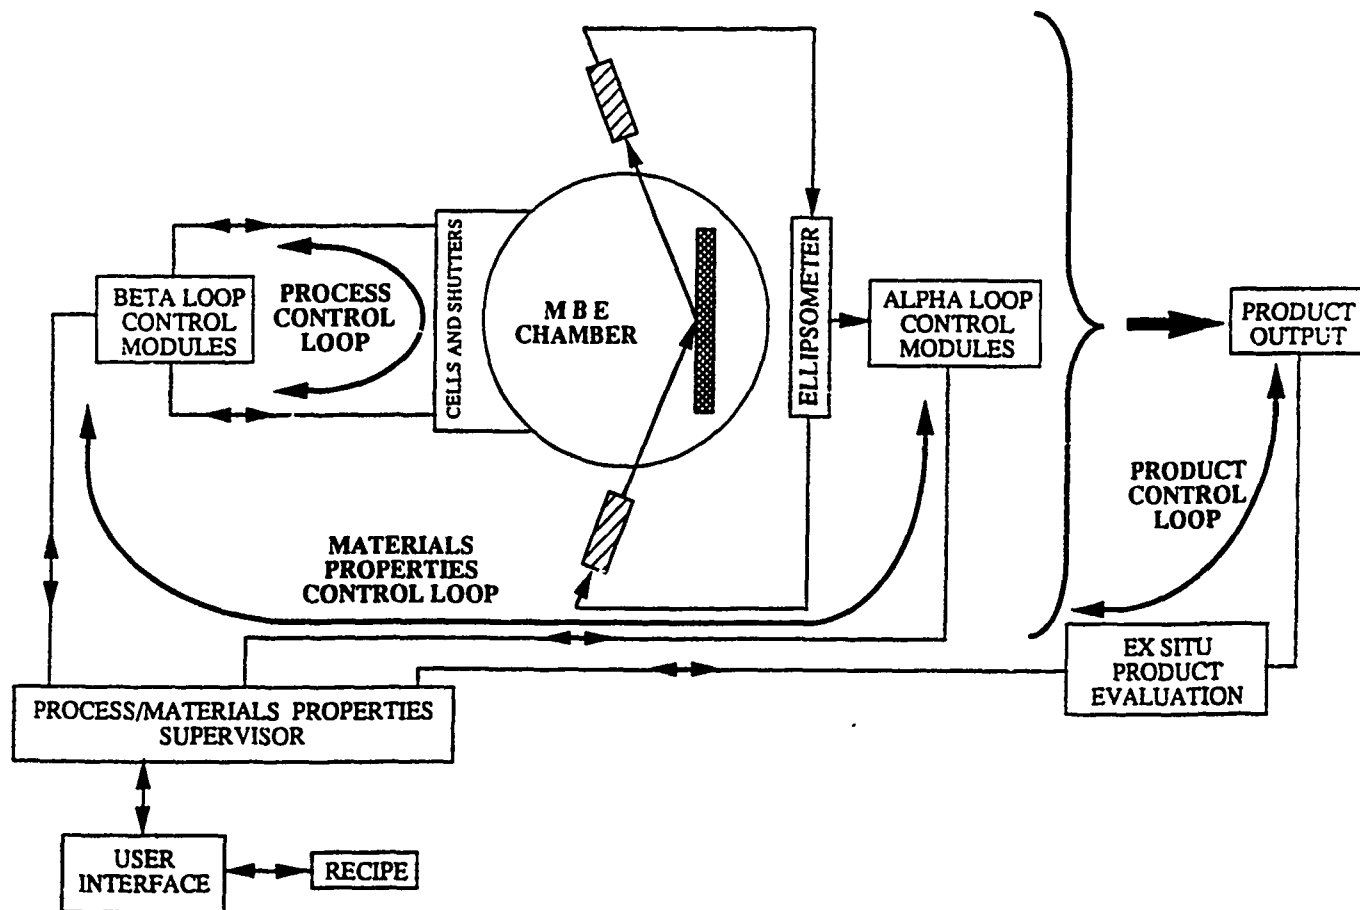 CELLS AND SHUTTERS
PROCESS
CONTROL
LOOP
BETA LOOP
CONTROL
MODULES
M B E
CHAMBER
ELLIPSOMETER
ALPHA LOOP
CONTROL
MODULES
PRODUCT
OUTPUT
PRODUCT
CONTROL
LOOP
MATERIALS
PROPERTIES
CONTROL LOOP
EX SITU
PRODUCT
EVALUATION
PROCESS/MATERIALS PROPERTIES
SUPERVISOR
USER
INTERFACE
RECIPE